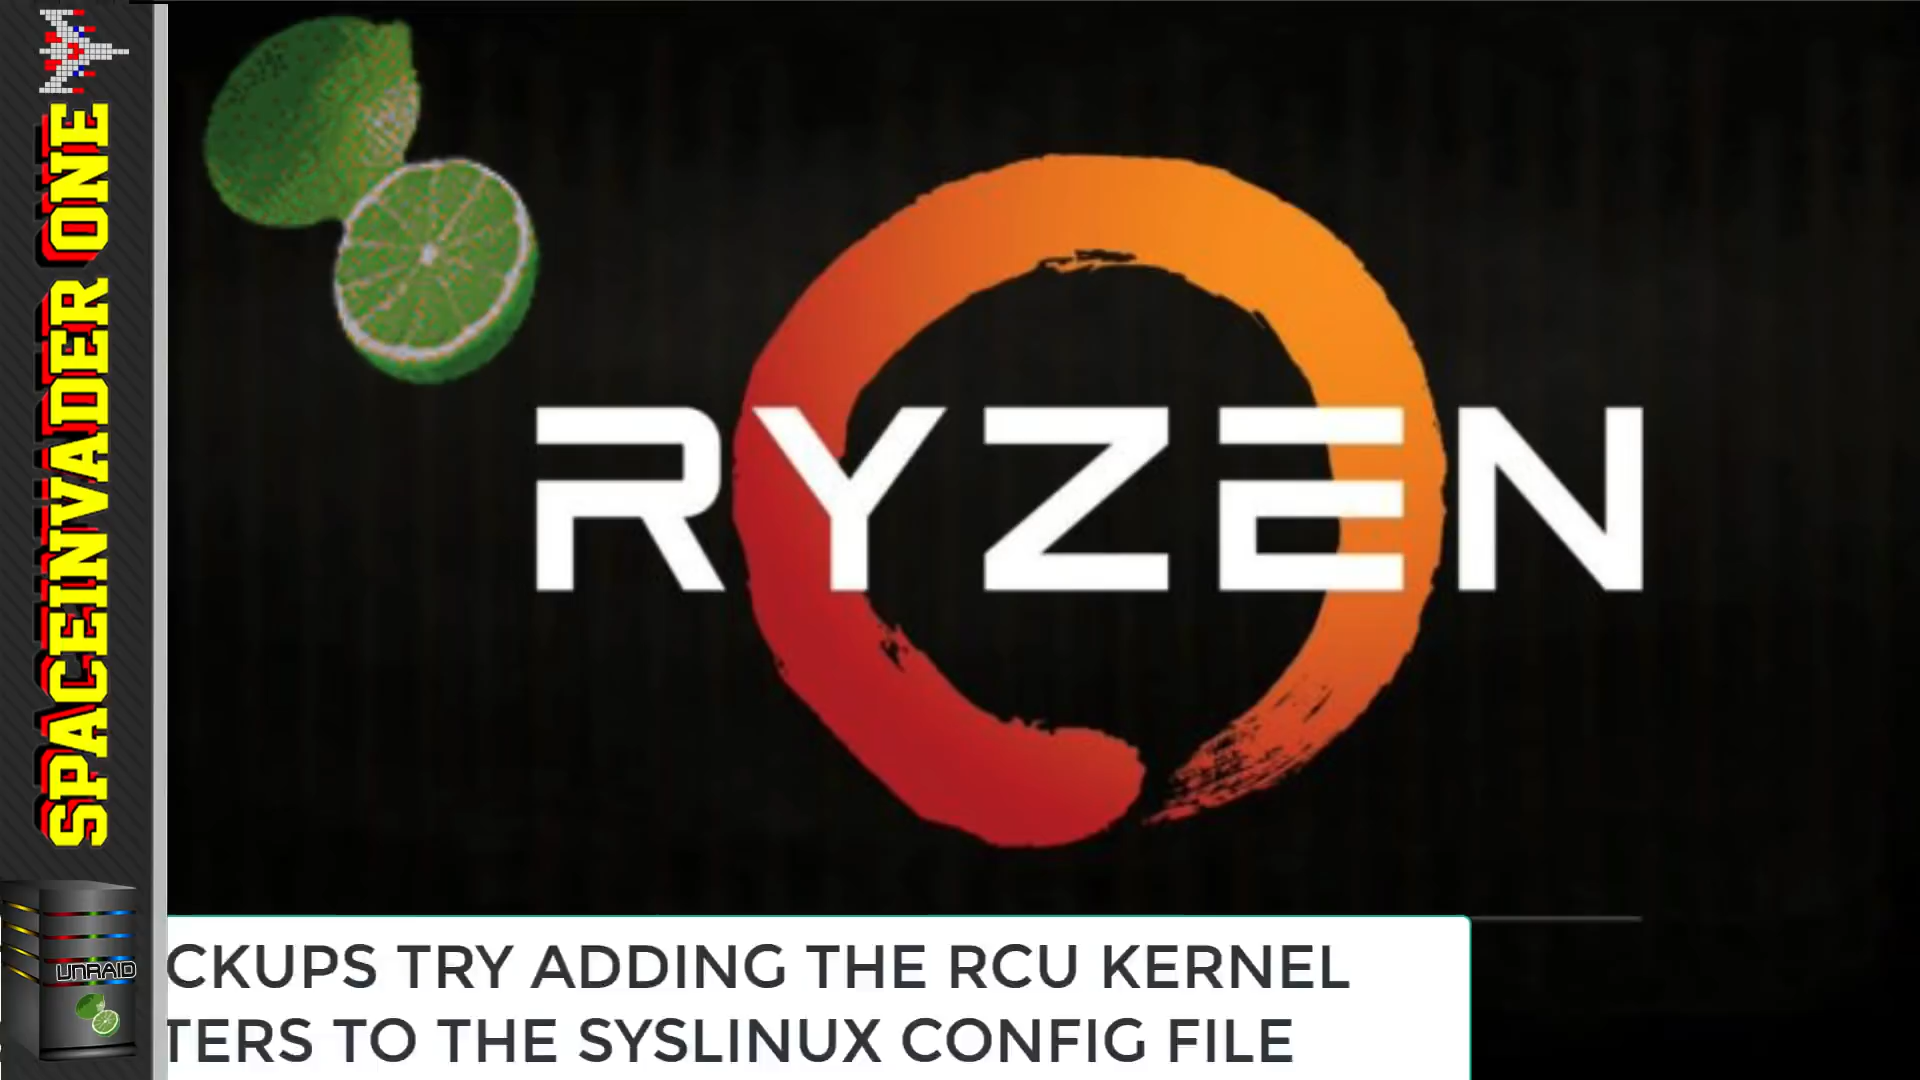 SPACEINVADER ONE
RYZEN
UNRAID
CKUPS TRY ADDING THE RCU KERNEL
TERS TO THE SYSLINUX CONFIG FILE